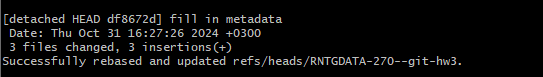 [detached HEAD df8672d] fill in metadata
Date: Thu Oct 31 16:27:26 2024 +0300
3 files changed, 3 insertions(+)
Successfully rebased and updated refs/heads/RNTGDATA-270--git-hw3.